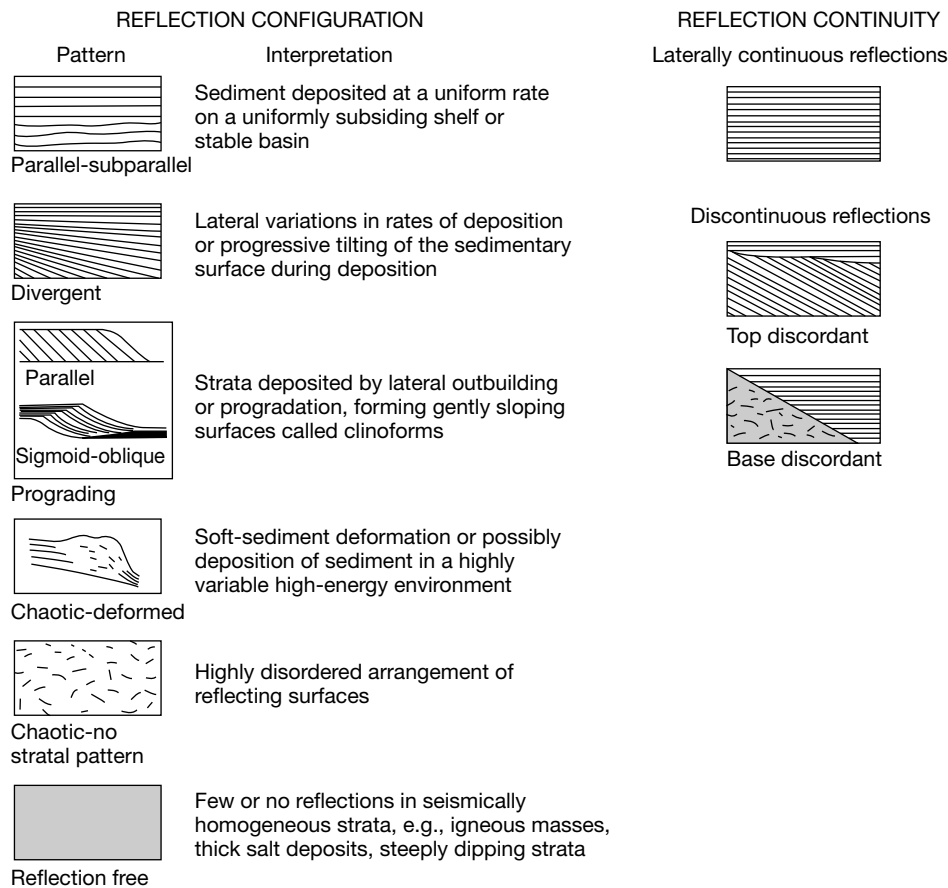 REFLECTION CONFIGURATION
Pattern
Interpretation
Parallel-subparallel
Sediment deposited at a uniform rate
on a uniformly subsiding shelf or
stable basin
Divergent
Lateral variations in rates of deposition
or progressive tilting of the sedimentary
surface during deposition
Parallel
Sigmoid-oblique
Prograding
Strata deposited by lateral outbuilding
or progradation, forming gently sloping
surfaces called clinoforms
Chaotic-deformed
Soft-sediment deformation or possibly
deposition of sediment in a highly
variable high-energy environment
Chaotic-no
stratal pattern
Highly disordered arrangement of
reflecting surfaces
Reflection free
Few or no reflections in seismically
homogeneous strata, e.g., igneous masses,
thick salt deposits, steeply dipping strata
REFLECTION CONTINUITY
Laterally continuous reflections
Discontinuous reflections
Top discordant
Base discordant